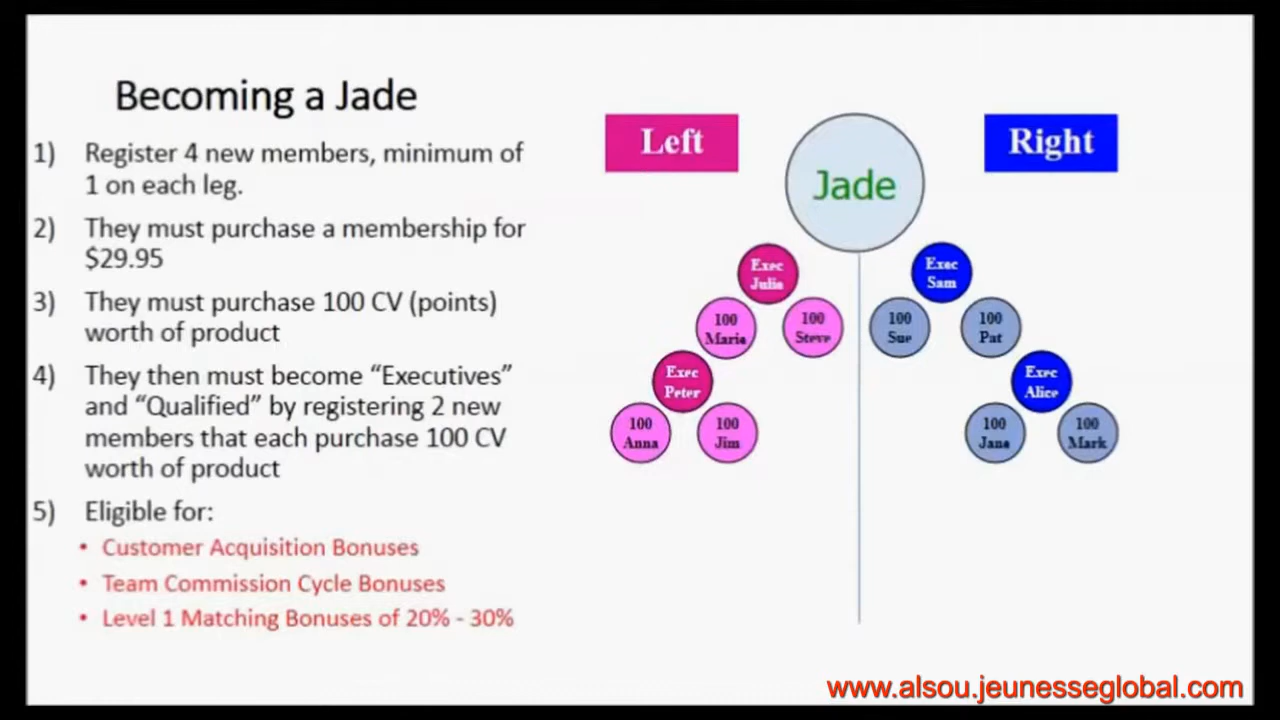 Becoming a Jade
1) Register 4 new members, minimum of
1 on each leg.
2) They must purchase a membership for
$29.95
3) They must purchase 100 CV (points)
worth of product
4) They then must become “Executives”
and “Qualified” by registering 2 new
members that each purchase 100 CV
worth of product
5) Eligible for:
• Customer Acquisition Bonuses
• Team Commission Cycle Bonuses
• Level 1 Matching Bonuses of 20% - 30%
Left
Jade
Right
Exec
Julie
Exec
Sam
100
Marie
100
Steve
100
Sue
100
Pat
Exec
Peter
Exec
Alice
100
Anna
100
Jim
100
Jane
100
Mark
www.alsou.jeunesseglobal.com